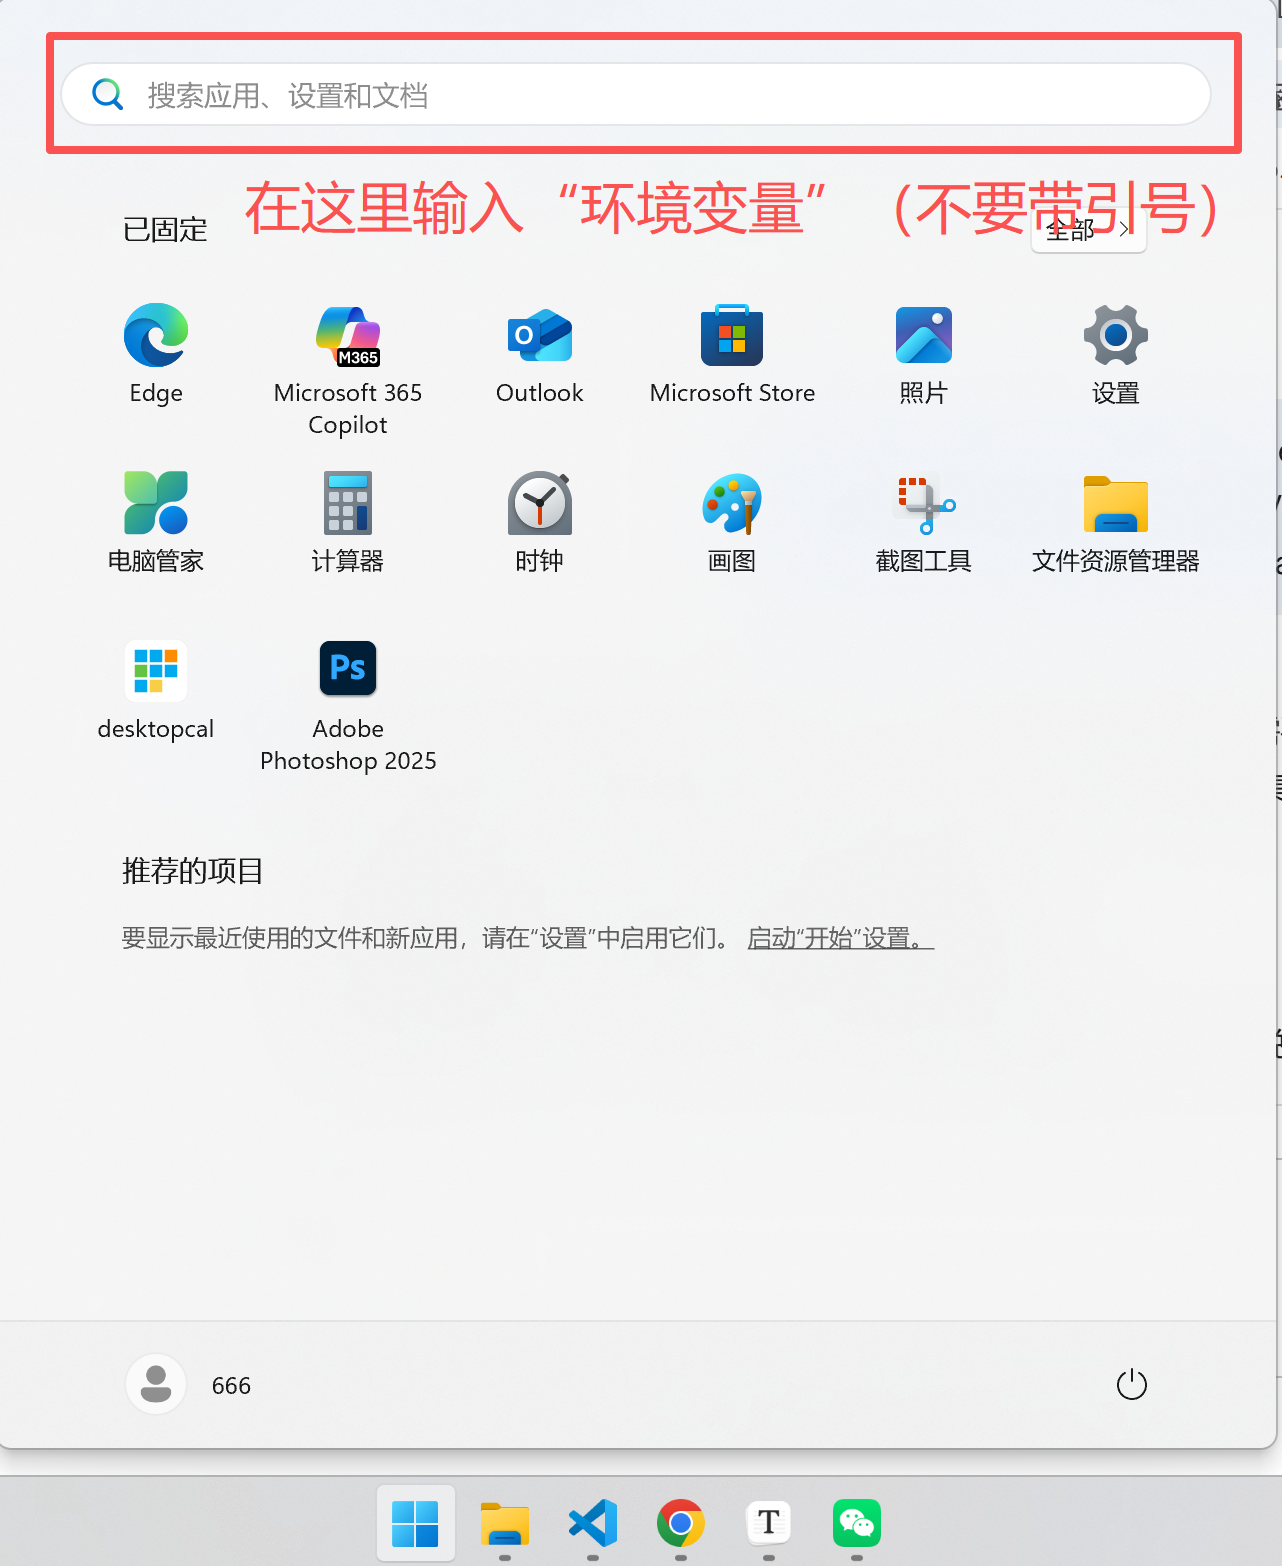 搜索应用、设置和文档
在这里输入“环境变量”（不要带引号）
已固定
全部
Edge
Microsoft 365 Copilot
M365
Outlook
Microsoft Store
照片
设置
电脑管家
计算器
时钟
画图
截图工具
文件资源管理器
desktopcal
Ps
Adobe Photoshop 2025
推荐的项目
要显示最近使用的文件和新应用，请在“设置”中启用它们。 启动“开始”设置。
666
T